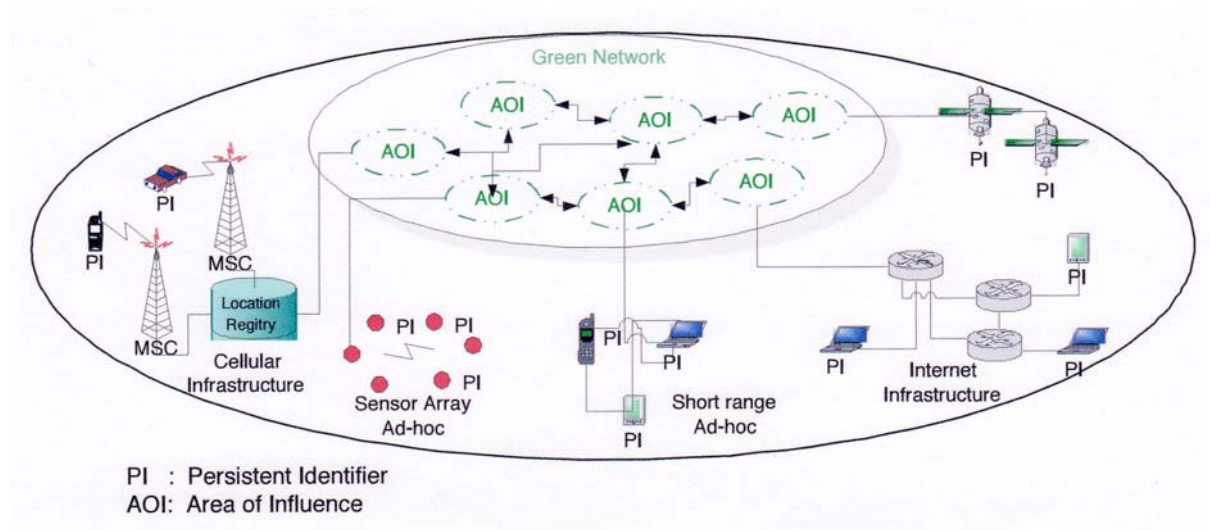 Green Network
AOI
AOI
AOI
AOI
AOI
AOI
AOI
PI
PI
PI
PI
MSC
MSC
Location
Regitry
Cellular
Infrastructure
PI
PI
PI
Sensor Array
Ad-hoc
PI
PI
PI
Short range
Ad-hoc
PI
PI
PI
Internet
Infrastructure
PI : Persistent Identifier
AOI: Area of Influence